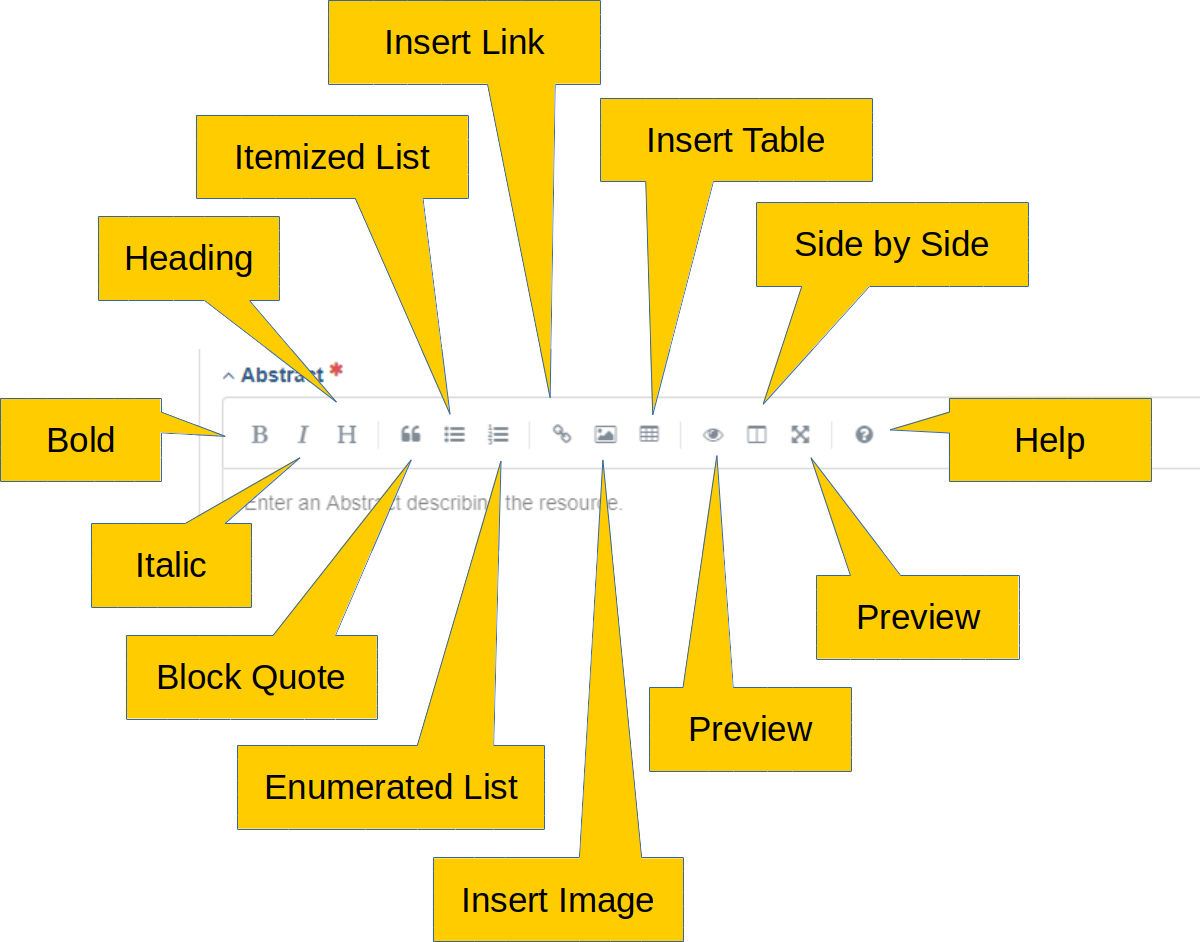 Insert Link
Insert Table
Itemized List
Side by Side
Heading
Abstract *
Bold
B I H
Help
Enter an Abstract describing the resource.
Italic
Preview
Block Quote
Preview
Enumerated List
Insert Image